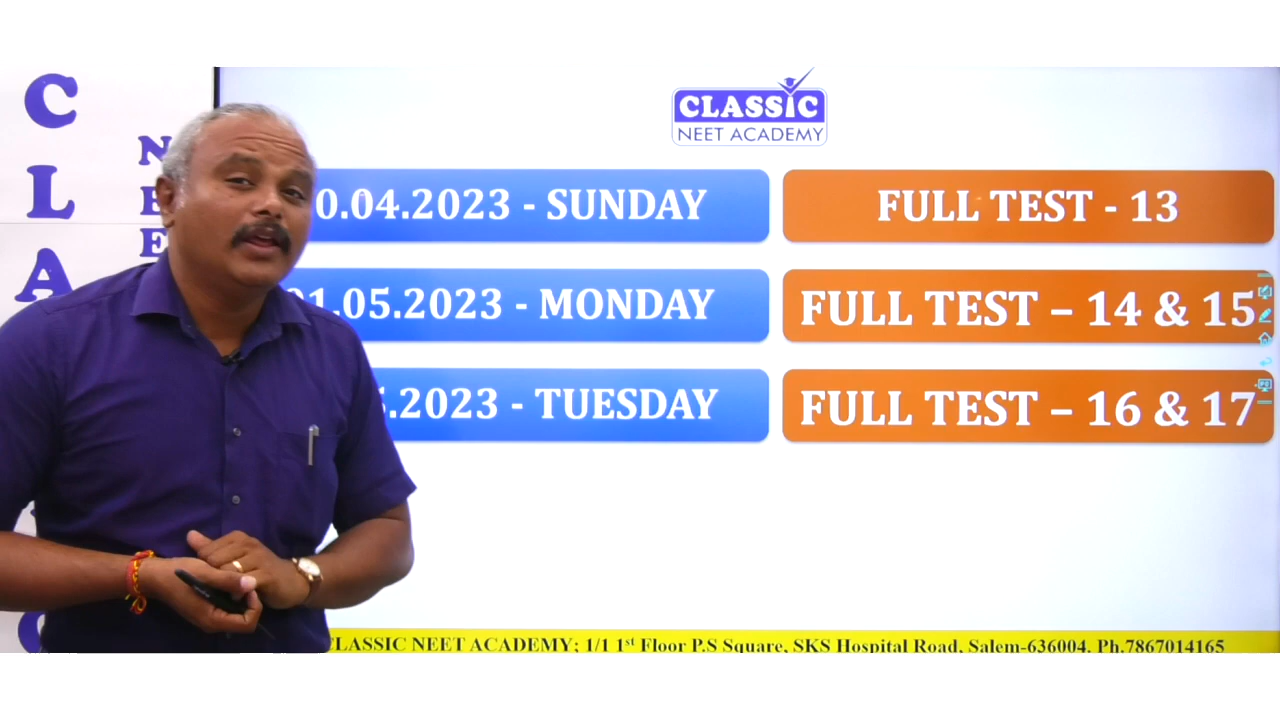 C
L
A
N
E
E
CLASSIC
NEET ACADEMY
0.04.2023 - SUNDAY
FULL TEST - 13
1.05.2023 - MONDAY
FULL TEST – 14 & 15
.2023 - TUESDAY
FULL TEST – 16 & 17
CLASSIC NEET ACADEMY; 1/1 1st Floor P.S Square, SKS Hospital Road, Salem-636004. Ph.7867014165